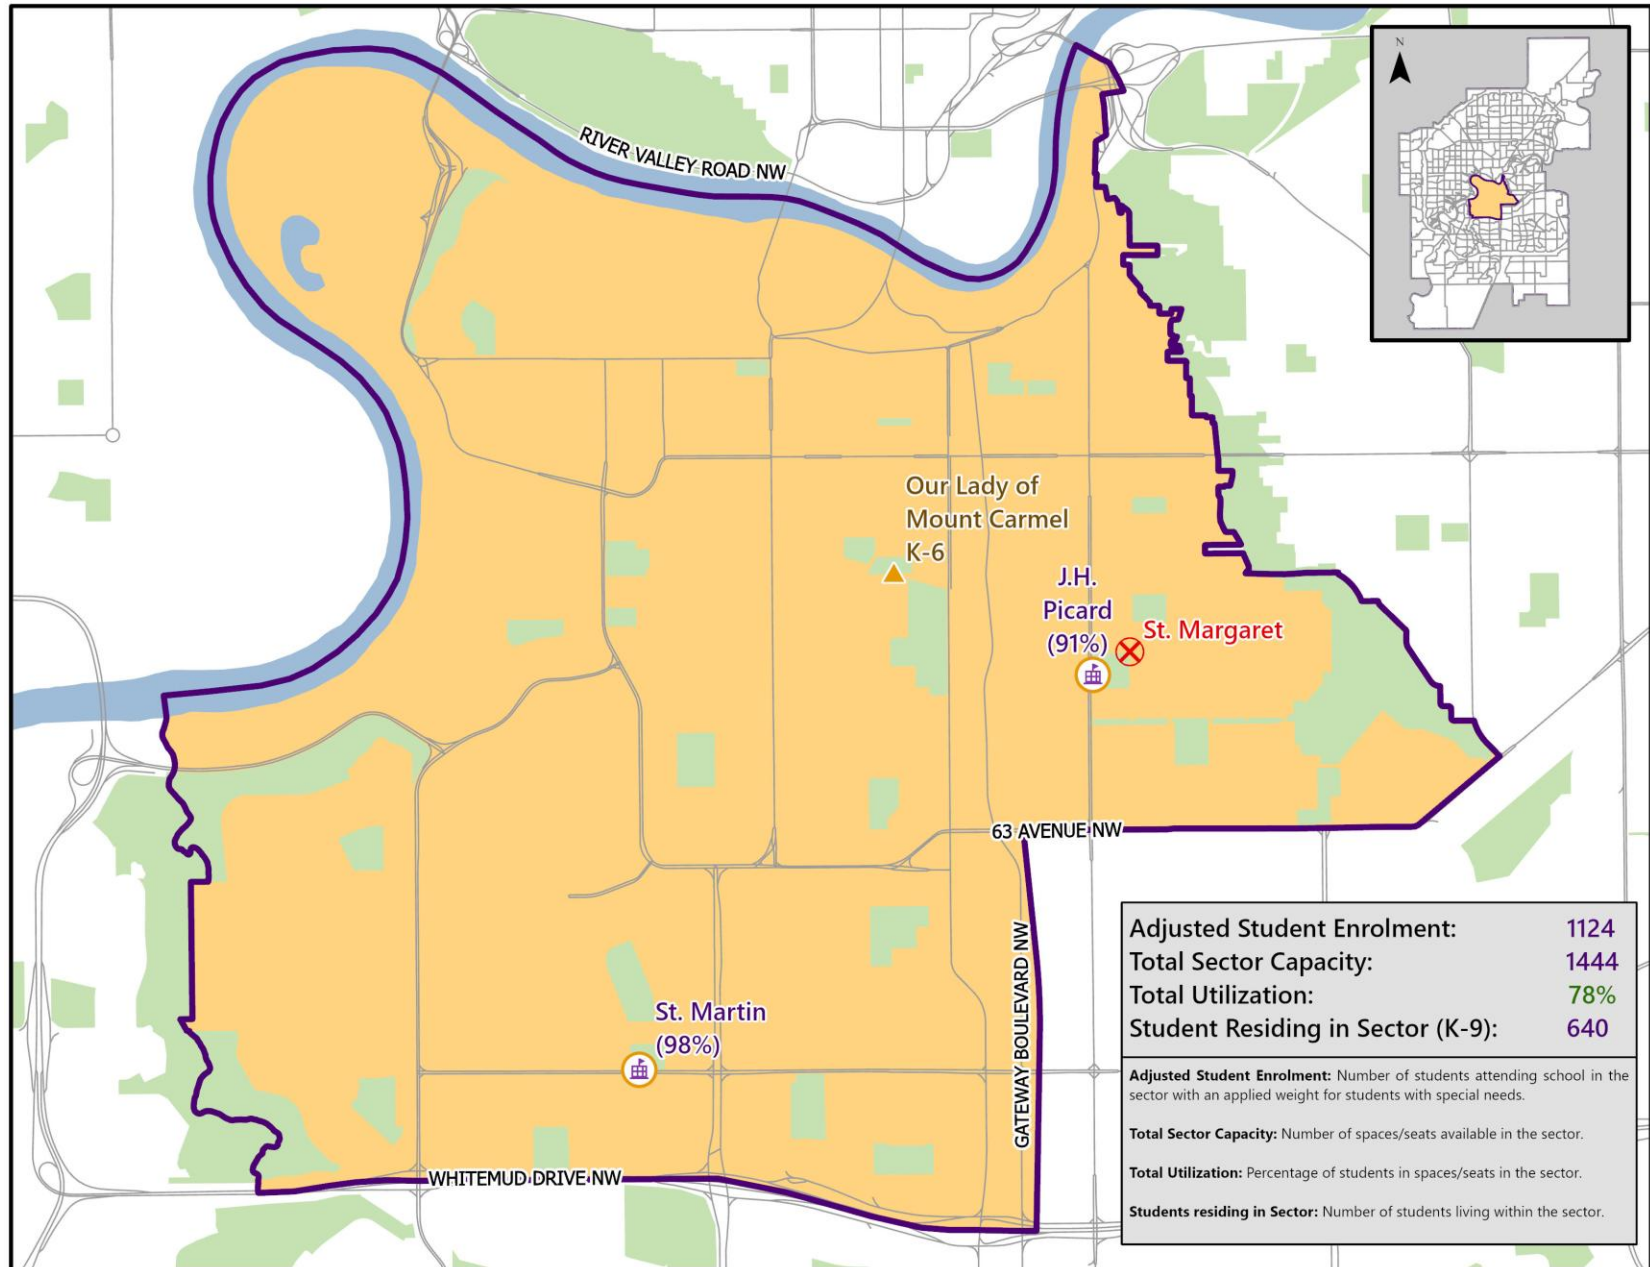 N
RIVER VALLEY ROAD NW
Our Lady of
Mount Carmel
K-6
J.H.
Picard
(91%)
St. Margaret
63 AVENUE NW
GATEWAY BOULEVARD NW
St. Martin
(98%)
WHITEMUD DRIVE NW
Adjusted Student Enrolment: 1124
Total Sector Capacity: 1444
Total Utilization: 78%
Student Residing in Sector (K-9): 640
Adjusted Student Enrolment: Number of students attending school in the
sector with an applied weight for students with special needs.
Total Sector Capacity: Number of spaces/seats available in the sector.
Total Utilization: Percentage of students in spaces/seats in the sector.
Students residing in Sector: Number of students living within the sector.